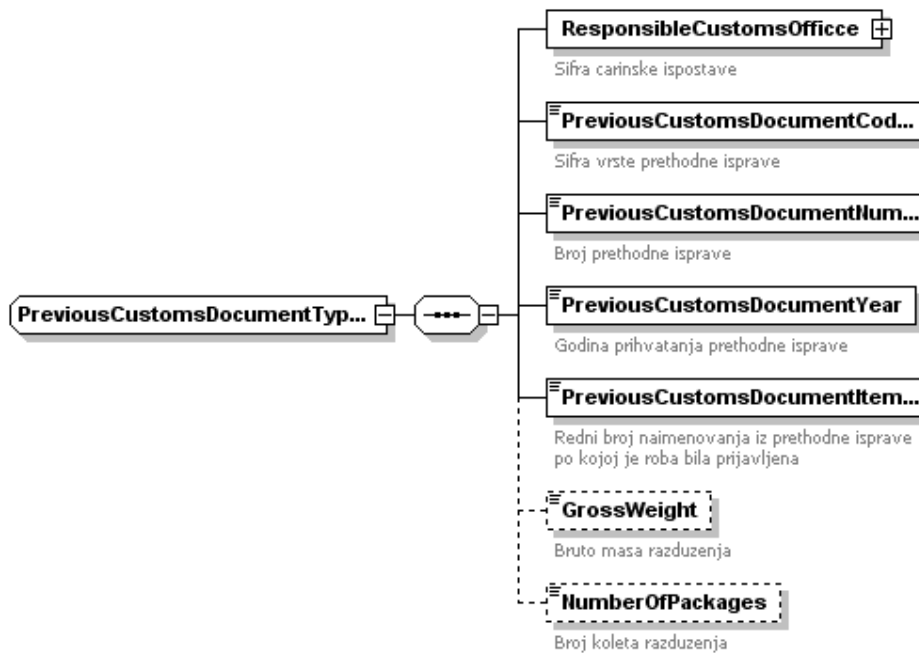 ResponsibleCustomsOfficce
Sifra carinske ispostave
PreviousCustomsDocumentCod...
Sifra vrste prethodne isprave
PreviousCustomsDocumentNum...
Broj prethodne isprave
PreviousCustomsDocumentTyp...
PreviousCustomsDocumentYear
Godina prihvatanja prethodne isprave
PreviousCustomsDocumentItem...
Redni broj naimenovanja iz prethodne isprave
po kojoj je roba bila prijavljena
GrossWeight
Bruto masa razduzenja
NumberOfPackages
Broj koleta razduzenja